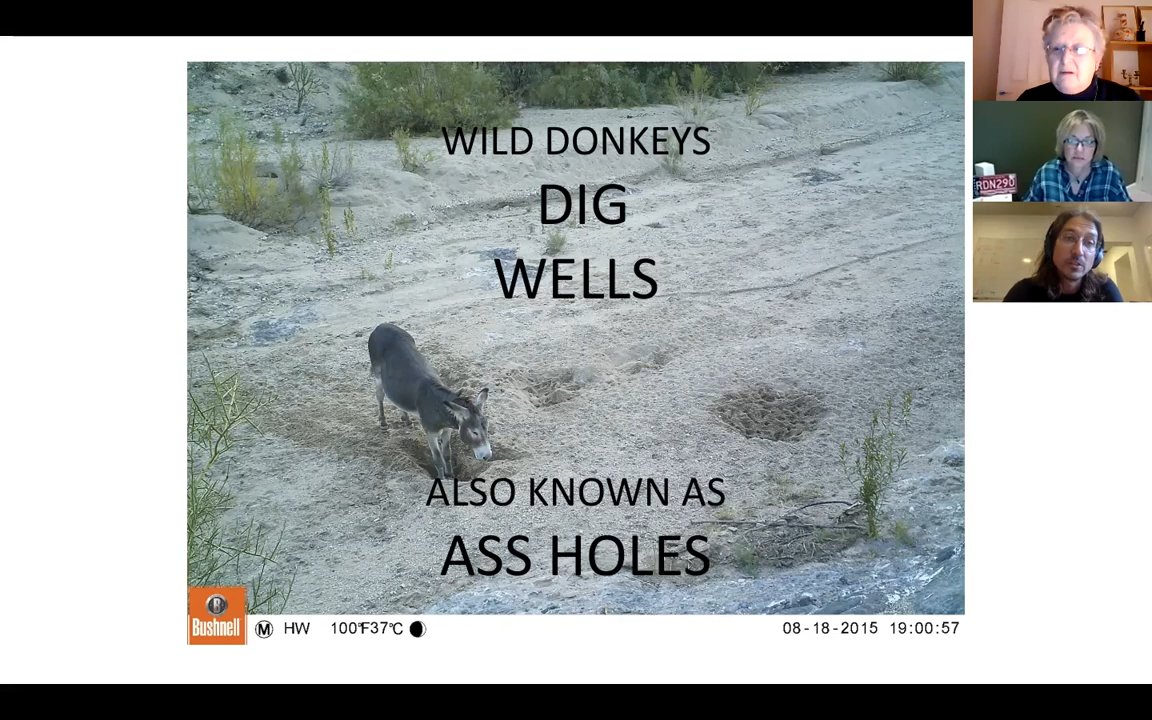 WILD DONKEYS
DIG
WELLS
ALSO KNOWN AS
ASS HOLES
B
Bushnell
M HW 100°F37°C 08-18-2015 19:00:57
RDN290